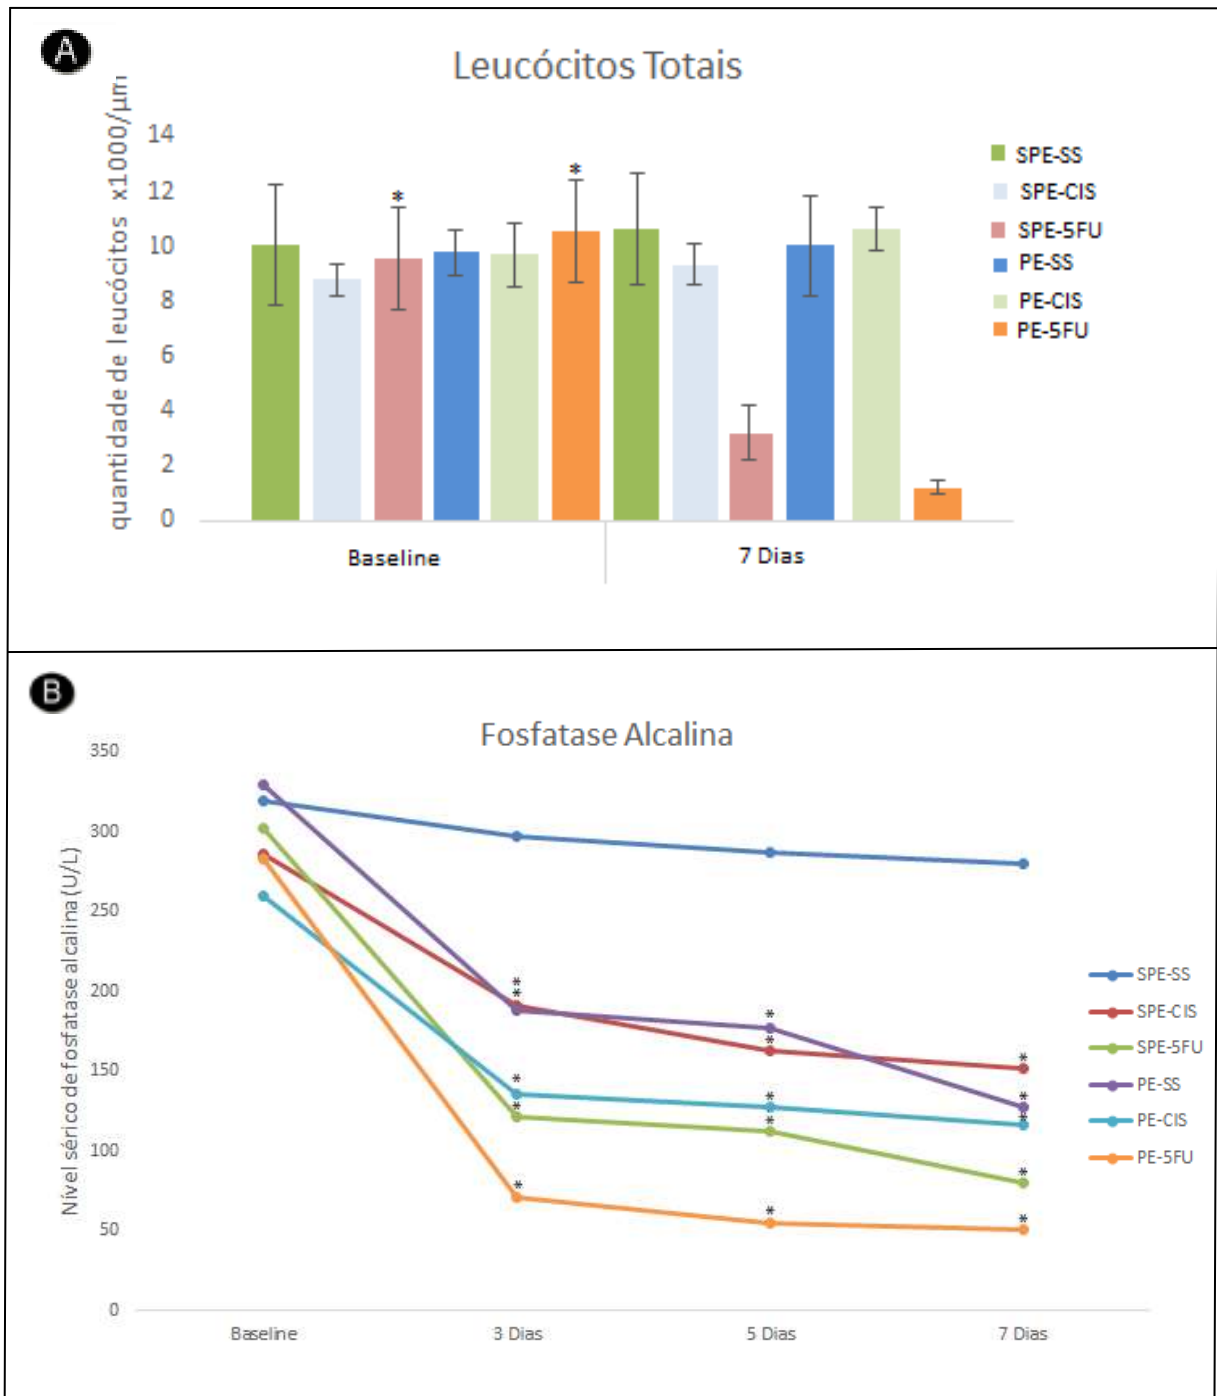 A
Leucócitos Totais
quantidade de leucócitos x1000/µm
14
12
10
8
6
4
2
0
* *
Baseline
7 Dias
SPE-SS
SPE-CIS
SPE-5FU
PE-SS
PE-CIS
PE-5FU
B
Fosfatase Alcalina
Nível sérico de fosfatase alcalina (U/L)
350
300
250
200
150
100
50
0
*
* *
* * *
* * *
* * *
* * *
Baseline
3 Dias
5 Dias
7 Dias
SPE-SS
SPE-CIS
SPE-5FU
PE-SS
PE-CIS
PE-5FU